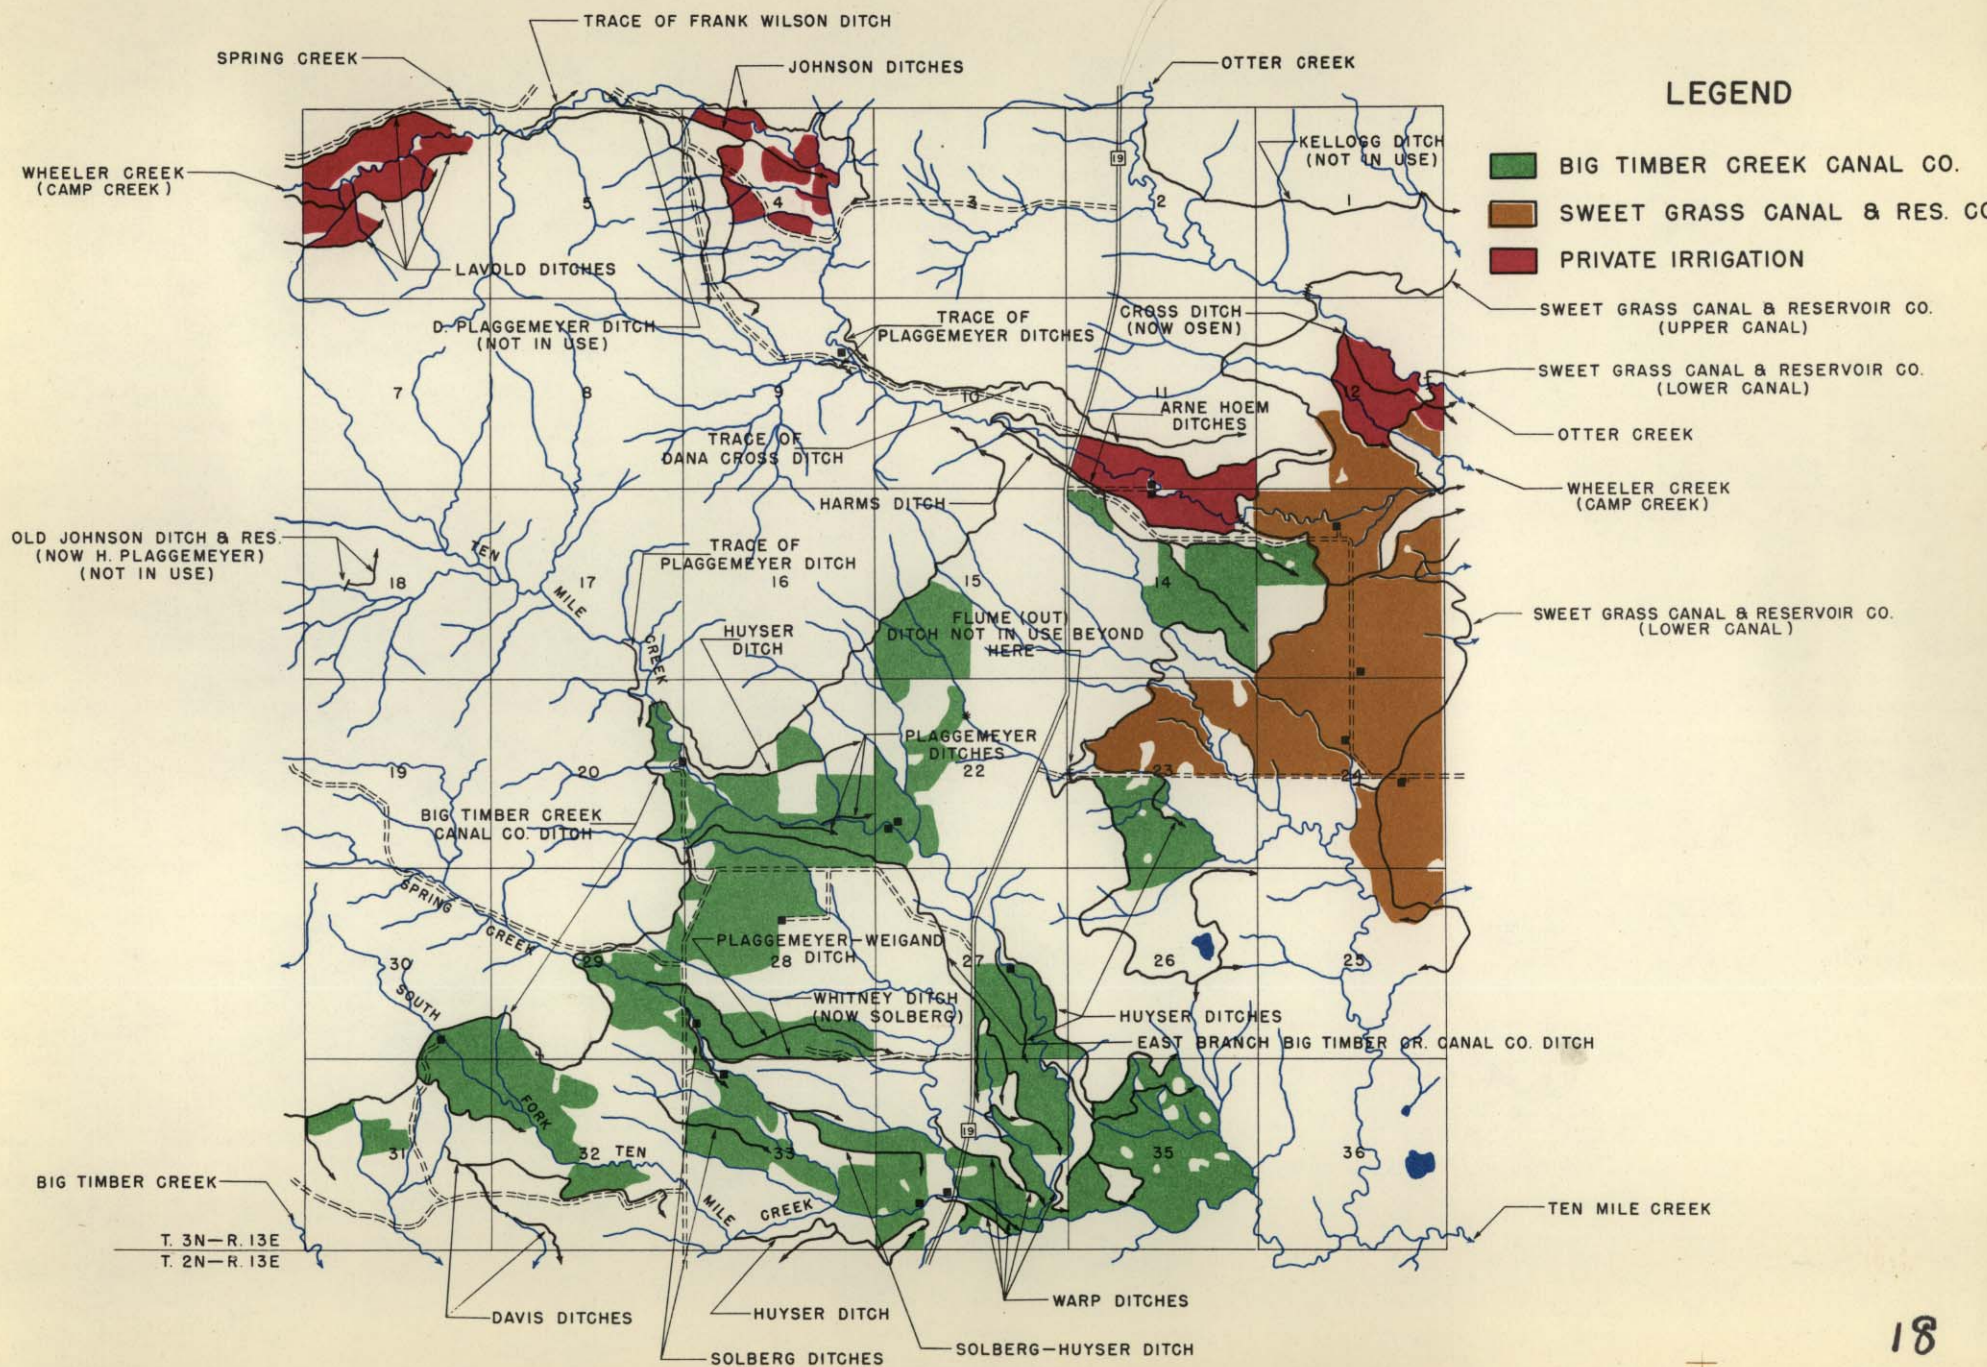 TRACE OF FRANK WILSON DITCH
SPRING CREEK
JOHNSON DITCHES
OTTER CREEK
LEGEND
BIG TIMBER CREEK CANAL CO.
SWEET GRASS CANAL & RES. CO
PRIVATE IRRIGATION
WHEELER CREEK
(CAMP CREEK)
KELLOGG DITCH
(NOT IN USE)
19
5
4
3
2
1
LAVOLD DITCHES
SWEET GRASS CANAL & RESERVOIR CO.
(UPPER CANAL)
D. PLAGGEMEYER DITCH
(NOT IN USE)
TRACE OF
PLAGGEMEYER DITCHES
CROSS DITCH
(NOW OSEN)
SWEET GRASS CANAL & RESERVOIR CO.
(LOWER CANAL)
7
8
9
10
11
12
ARNE HOEM
DITCHES
OTTER CREEK
TRACE OF
DANA CROSS DITCH
HARMS DITCH
WHEELER CREEK
(CAMP CREEK)
OLD JOHNSON DITCH & RES.
(NOW H. PLAGGEMEYER)
(NOT IN USE)
TEN
MILE
CREEK
TRACE OF
PLAGGEMEYER DITCH
18
17
16
15
14
FLUME (OUT)
DITCH NOT IN USE BEYOND
HERE
HUYSER
DITCH
SWEET GRASS CANAL & RESERVOIR CO.
(LOWER CANAL)
PLAGGEMEYER
DITCHES
19
20
22
23
24
BIG TIMBER CREEK
CANAL CO. DITCH
SPRING
CREEK
PLAGGEMEYER-WEIGAND
DITCH
30
29
28
27
26
25
SOUTH
WHITNEY DITCH
(NOW SOLBERG)
HUYSER DITCHES
EAST BRANCH BIG TIMBER CR. CANAL CO. DITCH
FORK
19
31
32
TEN
33
35
36
MILE
CREEK
BIG TIMBER CREEK
TEN MILE CREEK
T. 3N-R. 13E
T. 2N-R. 13E
DAVIS DITCHES
HUYSER DITCH
WARP DITCHES
SOLBERG DITCHES
SOLBERG-HUYSER DITCH
18